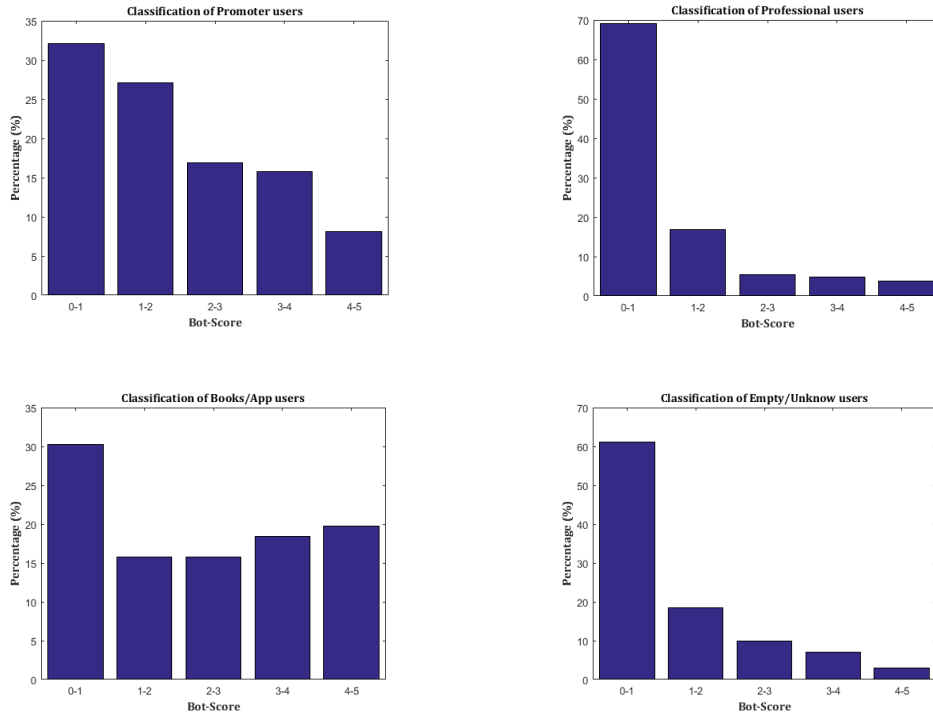 Classification of Promoter users
35
30
25
20
15
10
5
0
Percentage (%)
0-1 1-2 2-3 3-4 4-5
Bot-Score
Classification of Professional users
70
60
50
40
30
20
10
0
Percentage (%)
0-1 1-2 2-3 3-4 4-5
Bot-Score
Classification of Books/App users
35
30
25
20
15
10
5
0
Percentage (%)
0-1 1-2 2-3 3-4 4-5
Bot-Score
Classification of Empty/Unknow users
70
60
50
40
30
20
10
0
Percentage (%)
0-1 1-2 2-3 3-4 4-5
Bot-Score